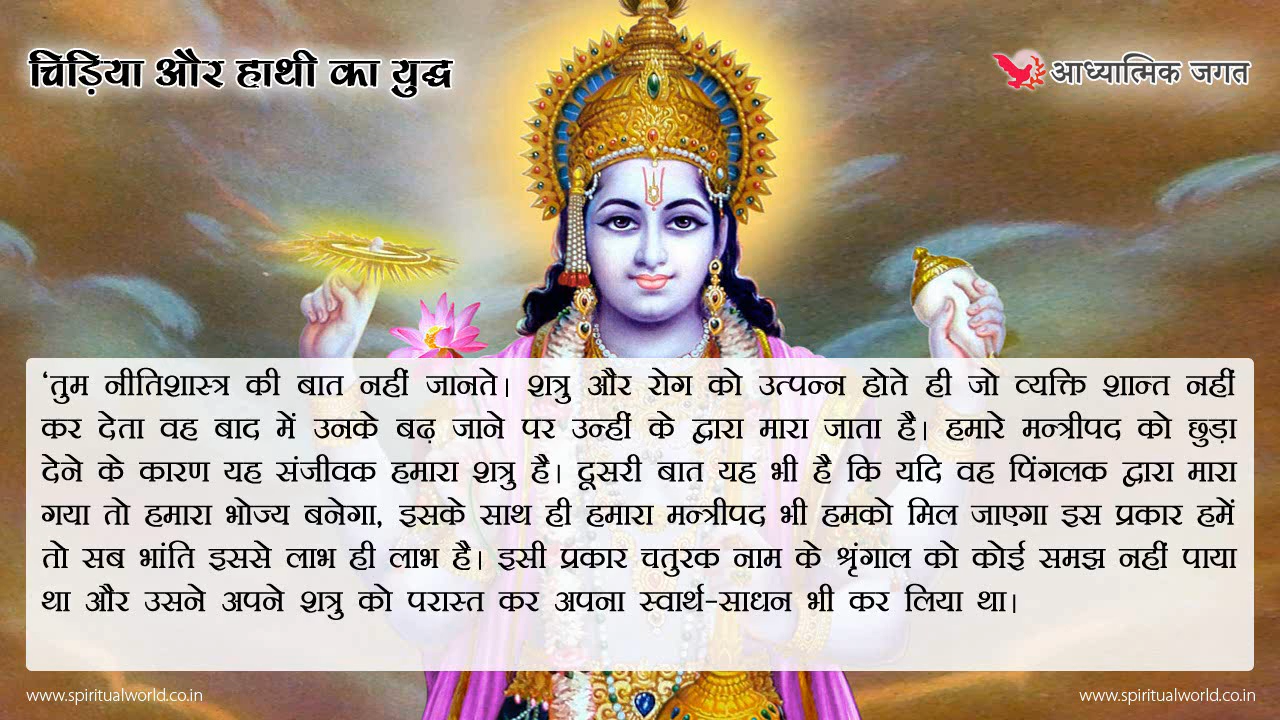 चिड़िया और हाथी का युद्ध
आध्यात्मिक जगत
‘तुम नीतिशास्त्र की बात नहीं जानते। शत्रु और रोग को उत्पन्न होते ही जो व्यक्ति शान्त नहीं
कर देता वह बाद में उनके बढ़ जाने पर उन्हीं के द्वारा मारा जाता है। हमारे मन्त्रीपद को छुड़ा
देने के कारण यह संजीवक हमारा शत्रु है। दूसरी बात यह भी है कि यदि वह पिंगलक द्वारा मारा
गया तो हमारा भोज्य बनेगा, इसके साथ ही हमारा मन्त्रीपद भी हमको मिल जाएगा इस प्रकार हमें
तो सब भांति इससे लाभ ही लाभ है। इसी प्रकार चतुरक नाम के श्रृंगाल को कोई समझ नहीं पाया
था और उसने अपने शत्रु को परास्त कर अपना स्वार्थ-साधन भी कर लिया था।
www.spiritualworld.co.in
www.spiritualworld.co.in